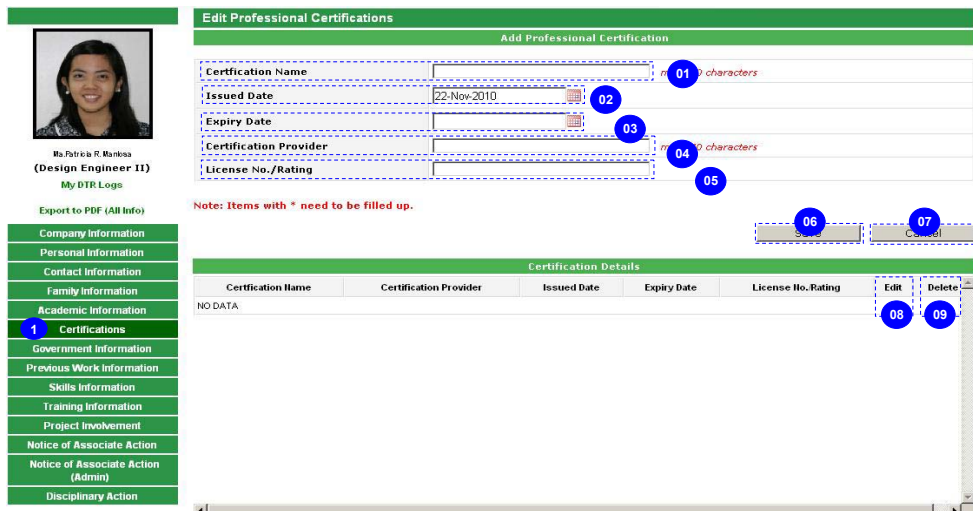 Edit Professional Certifications
Add Professional Certification
Certfication Name
01
characters
Issued Date
22-Nov-2010
02
Expiry Date
03
Certification Provider
04
characters
License No./Rating
05
Ma.Patricia R. Manlosa
(Design Engineer II)
My DTR Logs
Export to PDF (All Info)
Note: Items with * need to be filled up.
06
07
Company Information
Personal Information
Contact Information
Family Information
Academic Information
1 Certifications
Government Information
Previous Work Information
Skills Information
Training Information
Project Involvement
Notice of Associate Action
Notice of Associate Action
(Admin)
Disciplinary Action
Certification Details
Certfication Name Certification Provider Issued Date Expiry Date License No./Rating Edit Delete
NO DATA
08 09